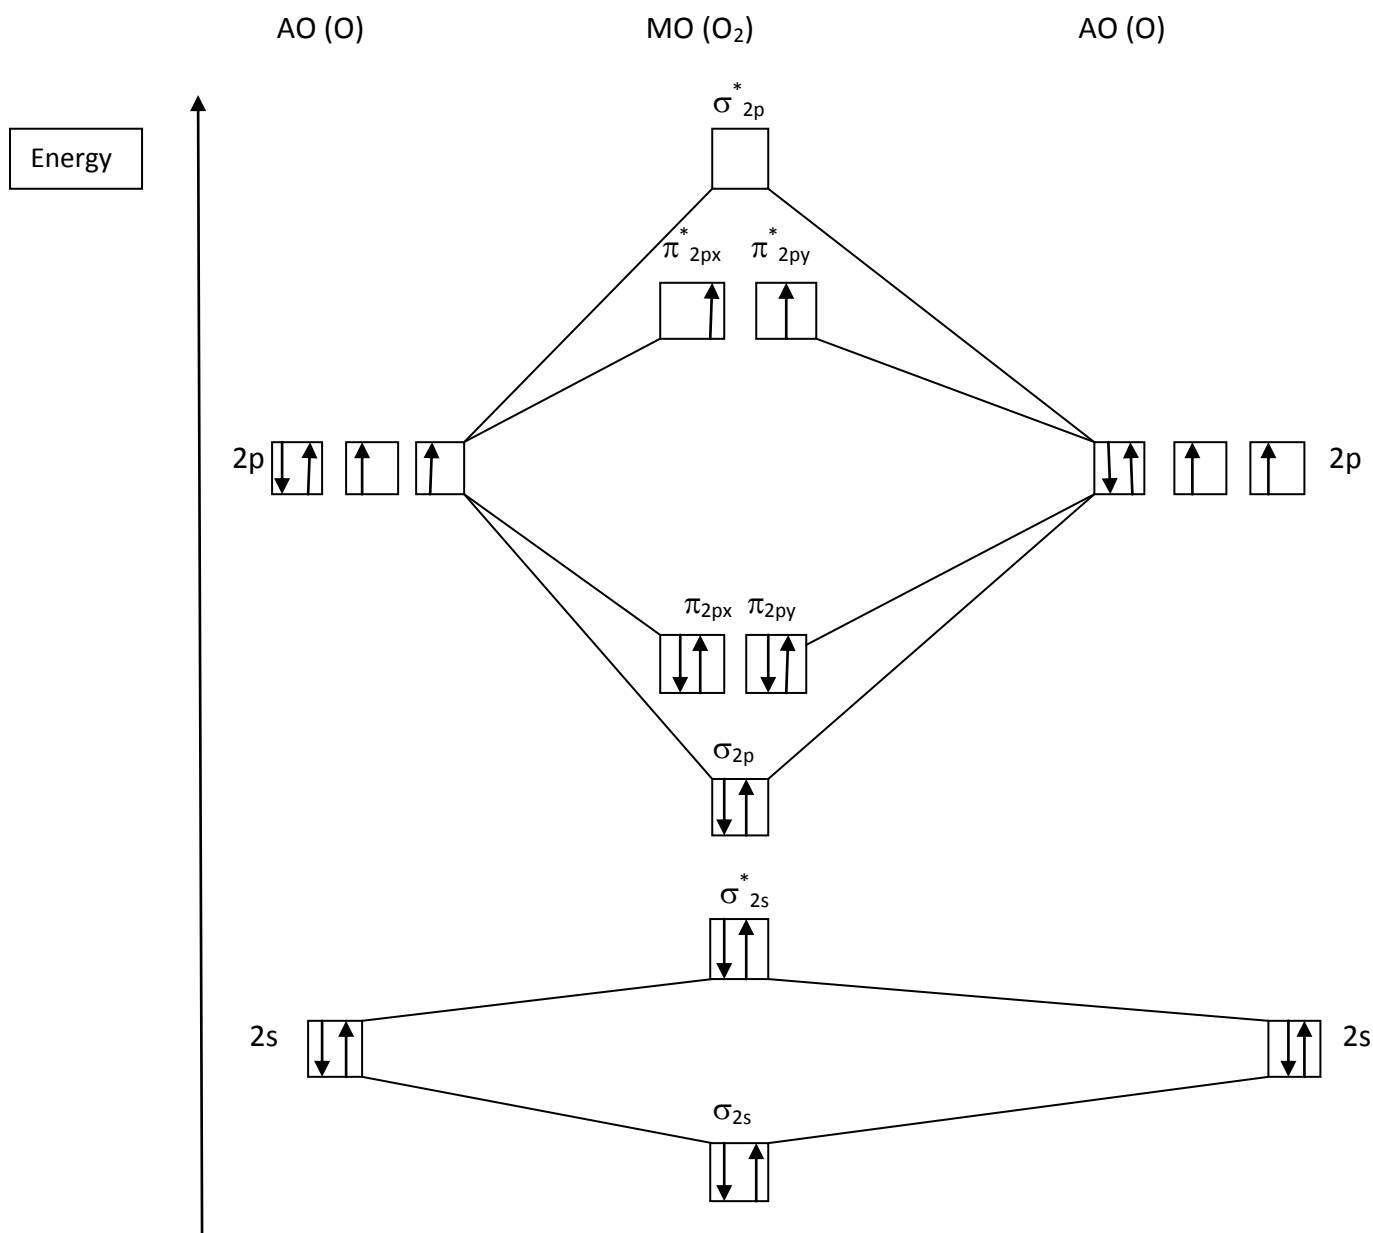 AO (O) MO (O₂) AO (O)
σ*₂ₚ
Energy
π*₂ₚₓ π*₂py
2p 2p
π₂ₚₓ π₂py
σ₂ₚ
σ*₂ₛ
2s 2s
σ₂ₛ